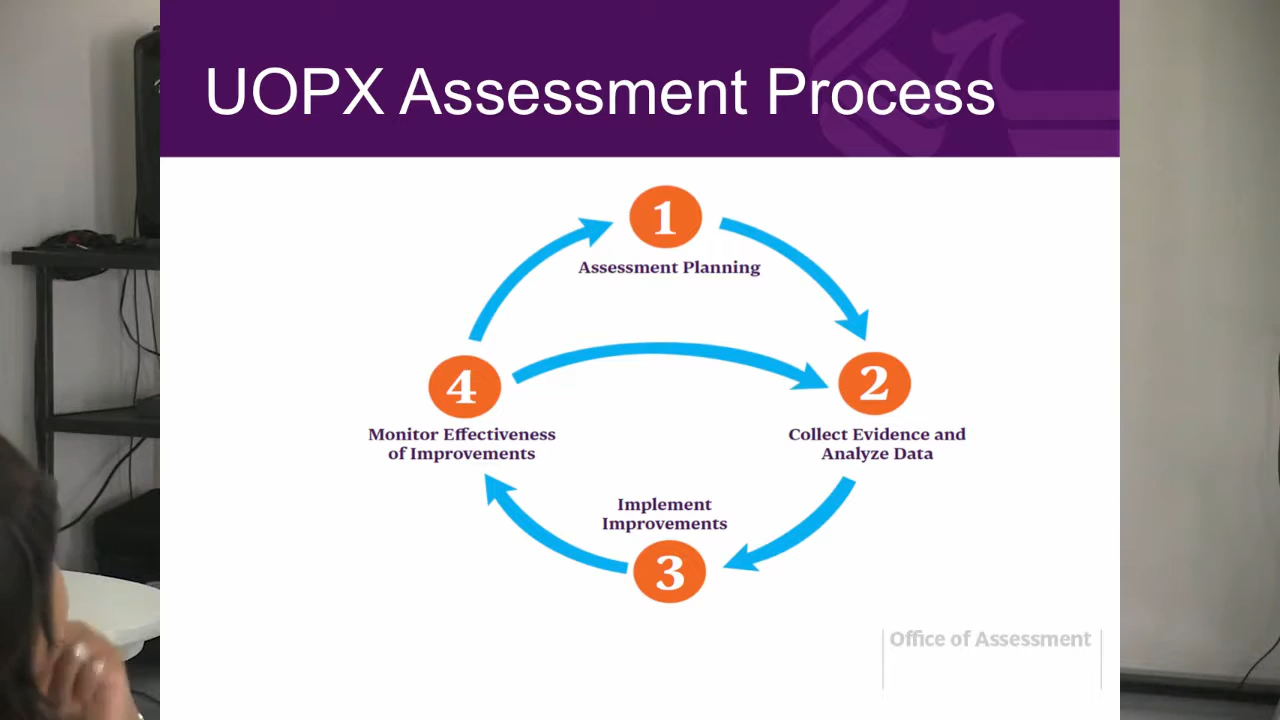 UOPX Assessment Process
1
Assessment Planning
2
Collect Evidence and
Analyze Data
Implement
Improvements
3
4
Monitor Effectiveness
of Improvements
Office of Assessment